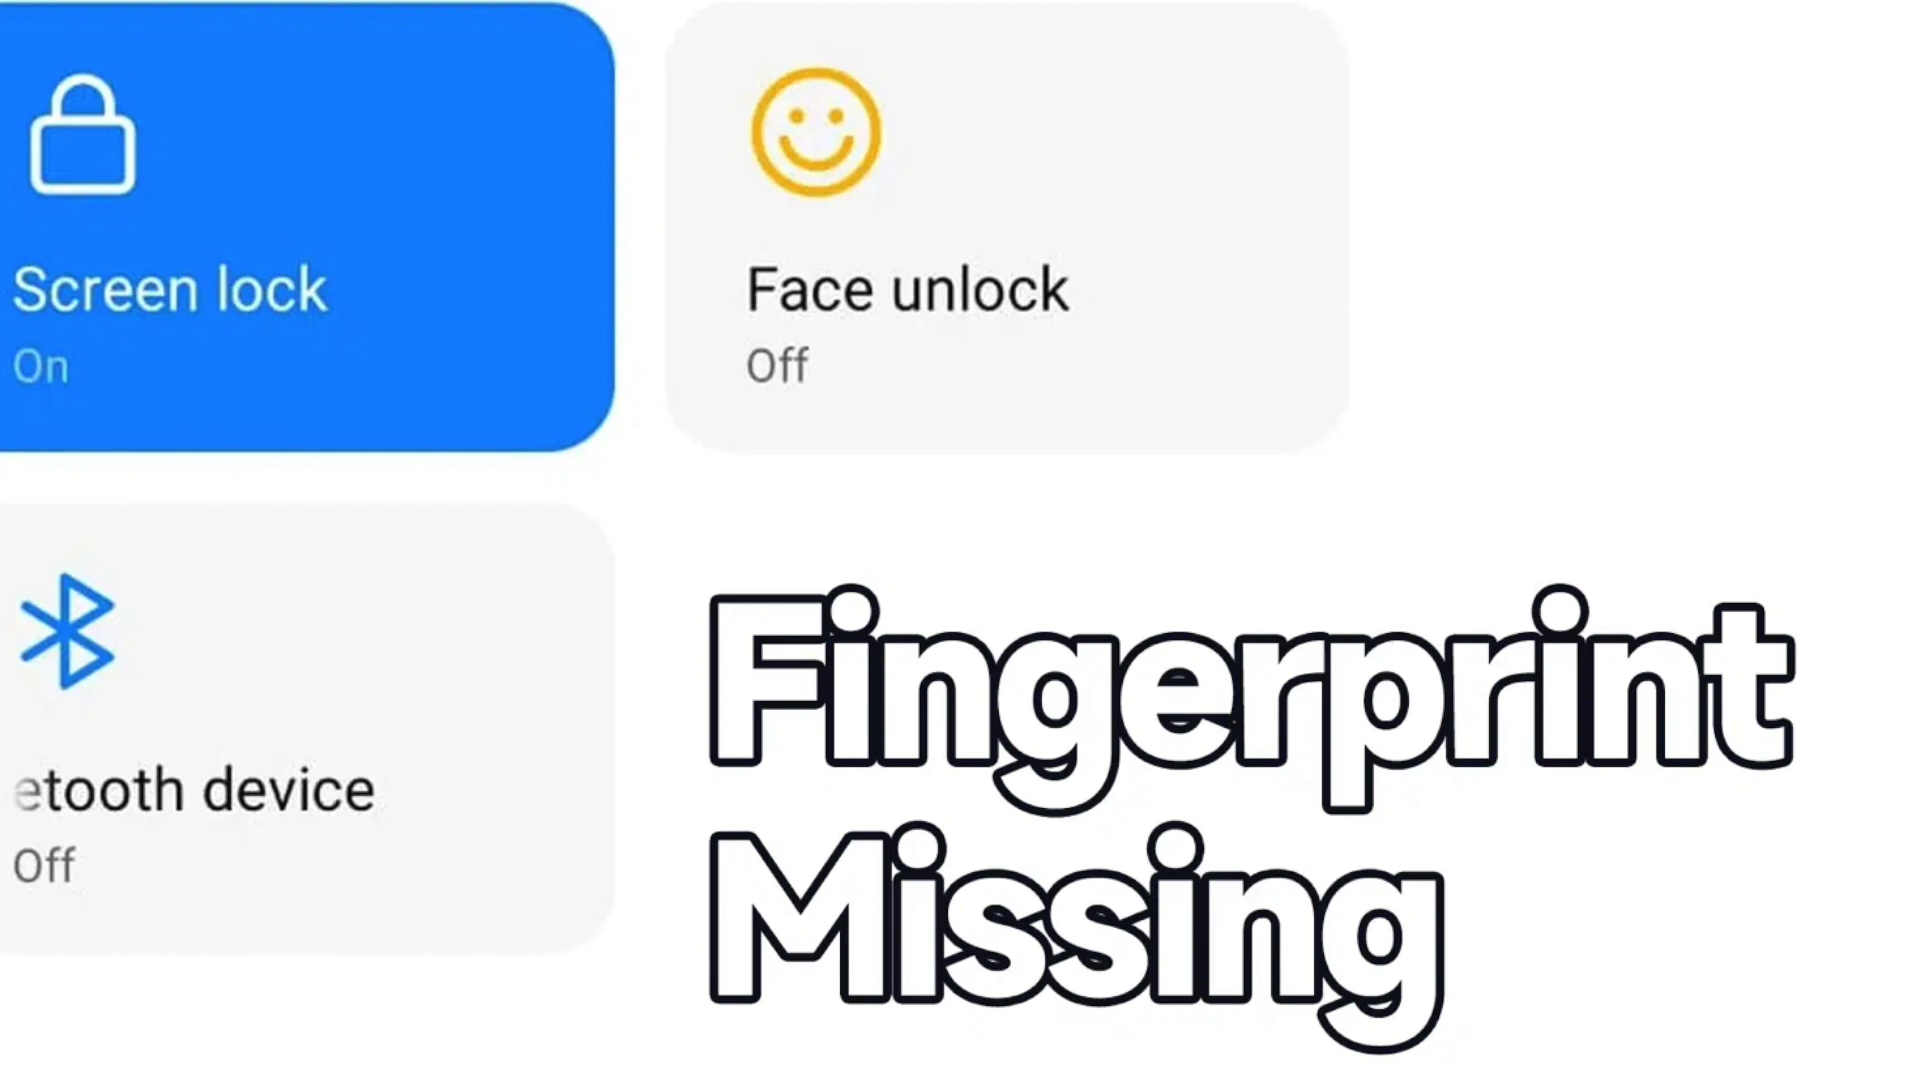 Screen lock
On
Face unlock
Off
etooth device
Off
Fingerprint
Missing